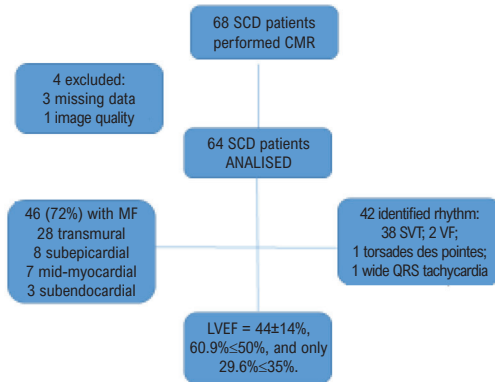 68 SCD patients
performed CMR
4 excluded:
3 missing data
1 image quality
64 SCD patients
ANALISED
46 (72%) with MF
28 transmural
8 subepicardial
7 mid-myocardial
3 subendocardial
42 identified rhythm:
38 SVT; 2 VF;
1 torsades des pointes;
1 wide QRS tachycardia
LVEF = 44±14%,
60.9%≤50%, and only
29.6%≤35%.